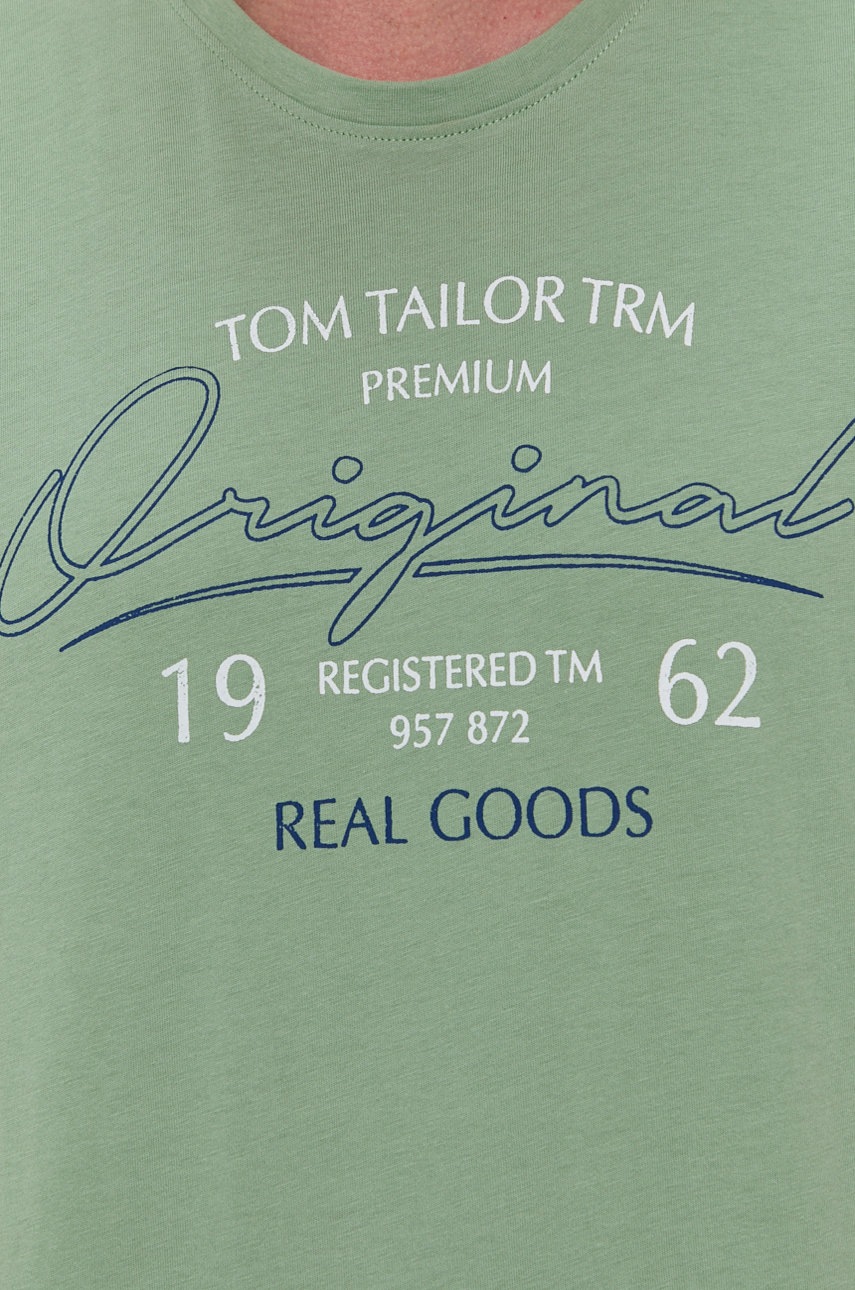 TOM TAILOR TRM
PREMIUM
Original
19 REGISTERED TM 62
957 872
REAL GOODS